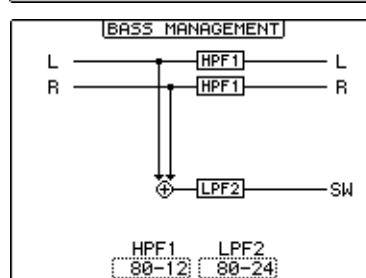 BASS MANAGEMENT
L HPF1 L
R HPF1 R
LPF2 SW
HPF1 LPF2
80-12 80-24